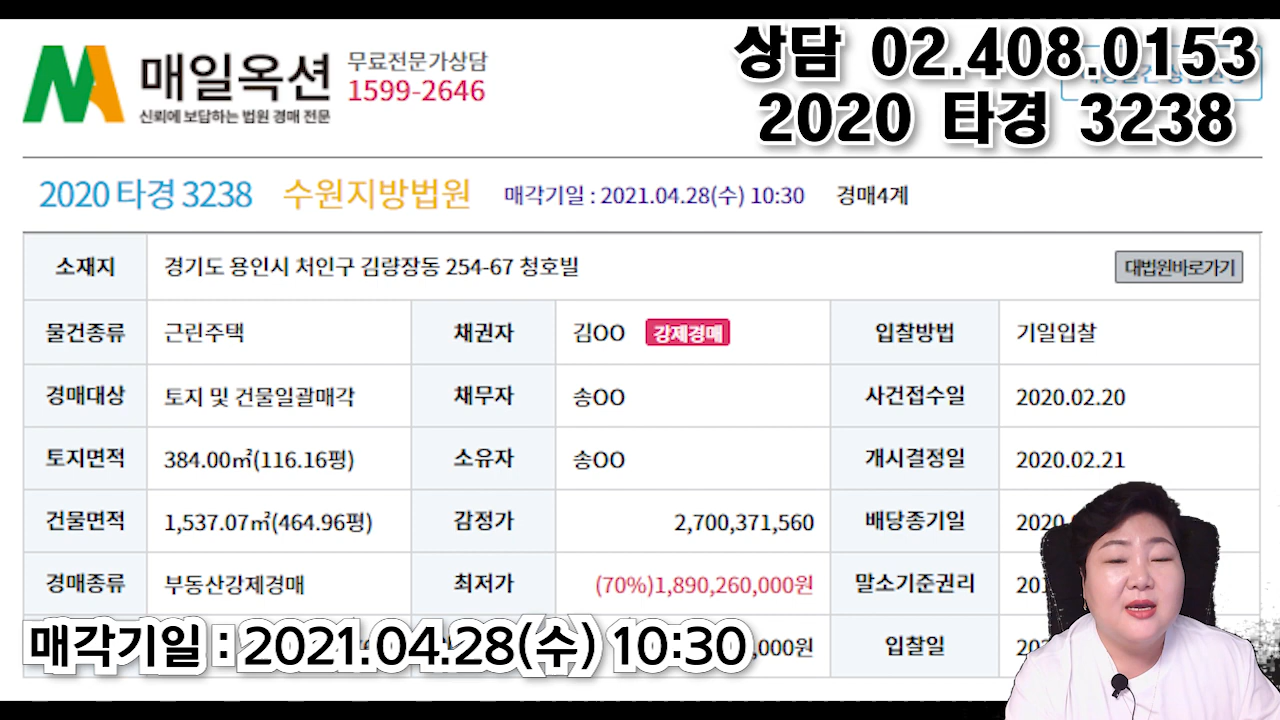 매일옥션
신뢰에 보답하는 법원 경매 전문
무료전문가상담
1599-2646
상담 02.408.0153
2020 타경 3238
2020 타경 3238 수원지방법원 매각기일 : 2021.04.28(수) 10:30 경매4계
소재지 경기도 용인시 처인구 김량장동 254-67 청호빌 대법원바로가기
물건종류 근린주택 채권자 김OO 강제경매 입찰방법 기일입찰
경매대상 토지 및 건물일괄매각 채무자 송OO 사건접수일 2020.02.20
토지면적 384.00㎡(116.16평) 소유자 송OO 개시결정일 2020.02.21
건물면적 1,537.07㎡(464.96평) 감정가 2,700,371,560 배당종기일
경매종류 부동산강제경매 최저가 (70%)1,890,260,000원 말소기준권리
입찰일
매각기일 : 2021.04.28(수) 10:30